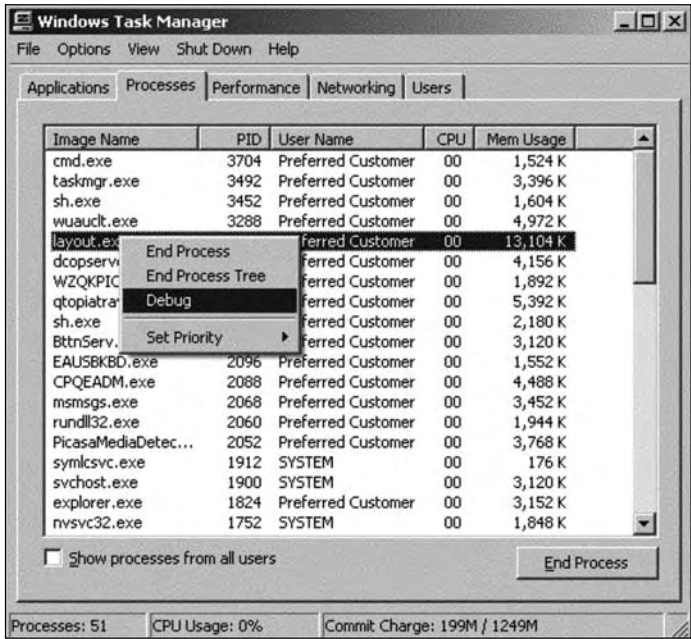 Windows Task Manager
File Options View Shut Down Help
Applications Processes Performance Networking Users
Image Name PID User Name CPU Mem Usage
cmd.exe 3704 Preferred Customer 00 1,524 K
taskmgr.exe 3492 Preferred Customer 00 3,396 K
sh.exe 3452 Preferred Customer 00 1,604 K
wuauclt.exe 3288 Preferred Customer 00 4,972 K
layout.ex ferred Customer 00 13,104 K
End Process
dcopserv ferred Customer 00 4,156 K
End Process Tree
WZQKPIC ferred Customer 00 1,892 K
Debug
qtopiatra ferred Customer 00 5,392 K
sh.exe ferred Customer 00 2,180 K
Set Priority
BttnServ. ferred Customer 00 3,120 K
EAUSBKBD.exe 2096 Preferred Customer 00 1,552 K
CPQEADM.exe 2088 Preferred Customer 00 4,488 K
msmsgs.exe 2068 Preferred Customer 00 3,452 K
rundll32.exe 2060 Preferred Customer 00 1,944 K
PicasaMediaDetec... 2052 Preferred Customer 00 3,768 K
symlcsvc.exe 1912 SYSTEM 00 176 K
svchost.exe 1900 SYSTEM 00 3,120 K
explorer.exe 1824 Preferred Customer 00 3,152 K
nvsvc32.exe 1752 SYSTEM 00 1,848 K
Show processes from all users
End Process
Processes: 51 CPU Usage: 0% Commit Charge: 199M / 1249M